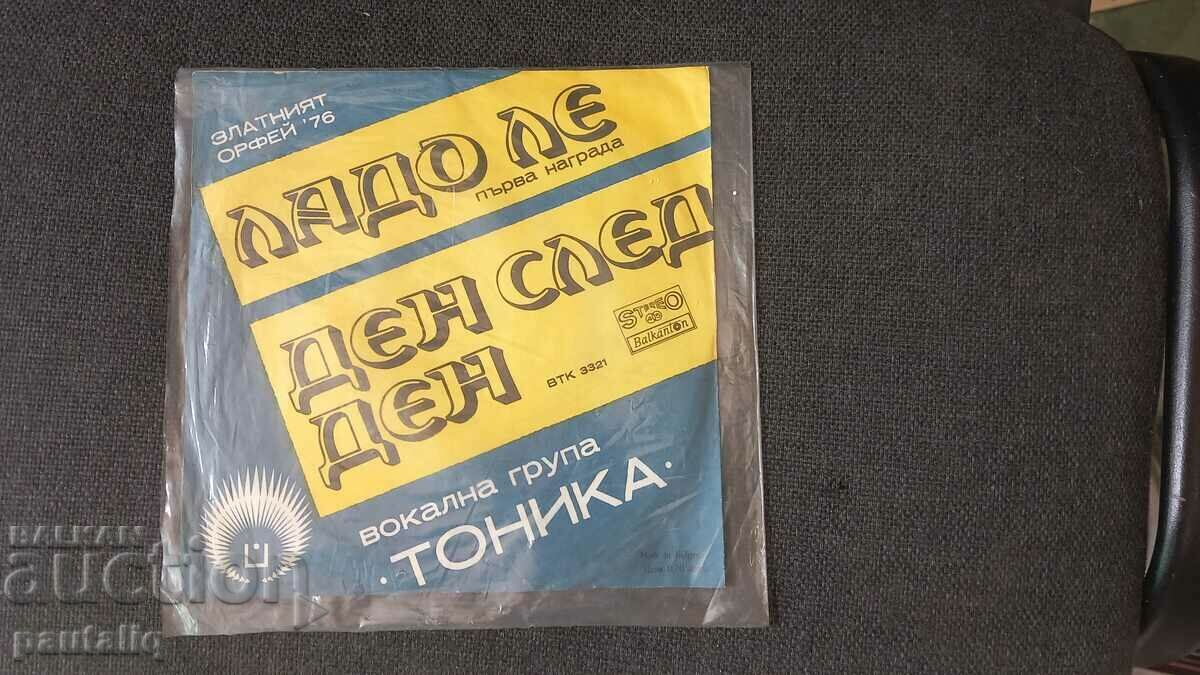 ЗЛАТНИЯТ
ОРФЕЙ '76
ЛАДО ЛЕ
първа награда
ДЕН СЛЕД
ДЕН
STEREO
Balkanton
ВТК 3321
вокална група
·ТОНИКА·
BALKAN
auction
pautaliq